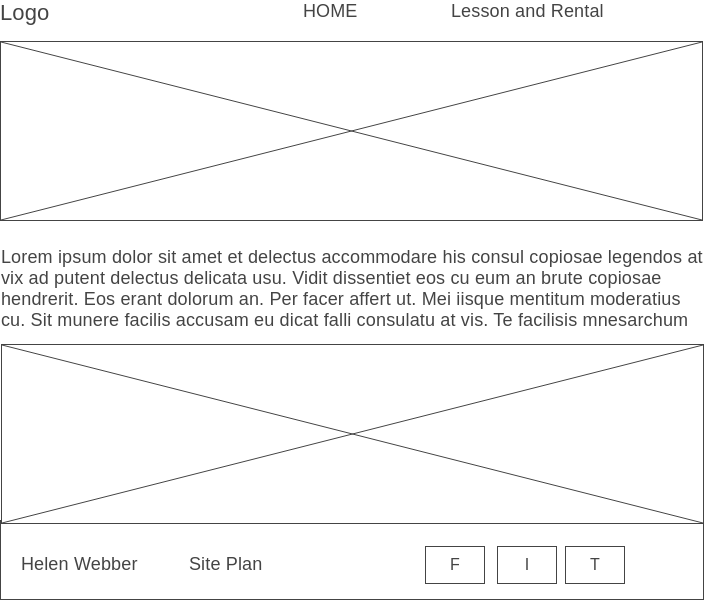 Logo HOME Lesson and Rental
Lorem ipsum dolor sit amet et delectus accommodare his consul copiosae legendos at
vix ad putent delectus delicata usu. Vidit dissentiet eos cu eum an brute copiosae
hendrerit. Eos erant dolorum an. Per facer affert ut. Mei iisque mentitum moderatius
cu. Sit munere facilis accusam eu dicat falli consulatu at vis. Te facilisis mnesarchum
Helen Webber Site Plan F I T